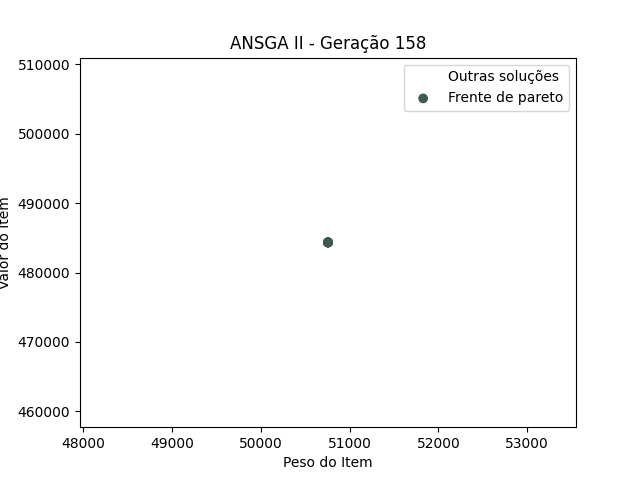 ANSGA II - Geração 158
Outras soluções
Frente de pareto
510000
500000
490000
480000
470000
460000
Valor do Item
48000 49000 50000 51000 52000 53000
Peso do Item